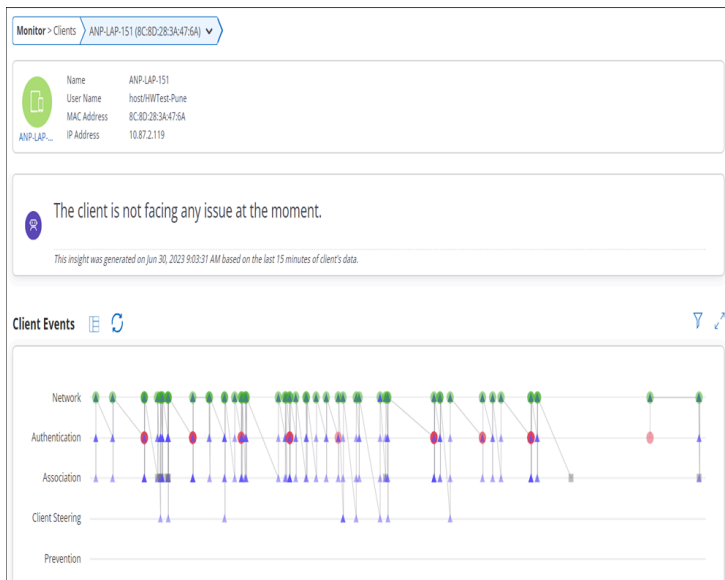 Monitor > Clients ANP-LAP-151 (8C:8D:28:3A:47:6A)
Name ANP-LAP-151
User Name host/HWTest-Pune
MAC Address 8C:8D:28:3A:47:6A
IP Address 10.87.2.119
ANP-LAP-...
The client is not facing any issue at the moment.
This insight was generated on Jun 30, 2023 9:03:31 AM based on the last 15 minutes of client's data.
Client Events
Network
Authentication
Association
Client Steering
Prevention